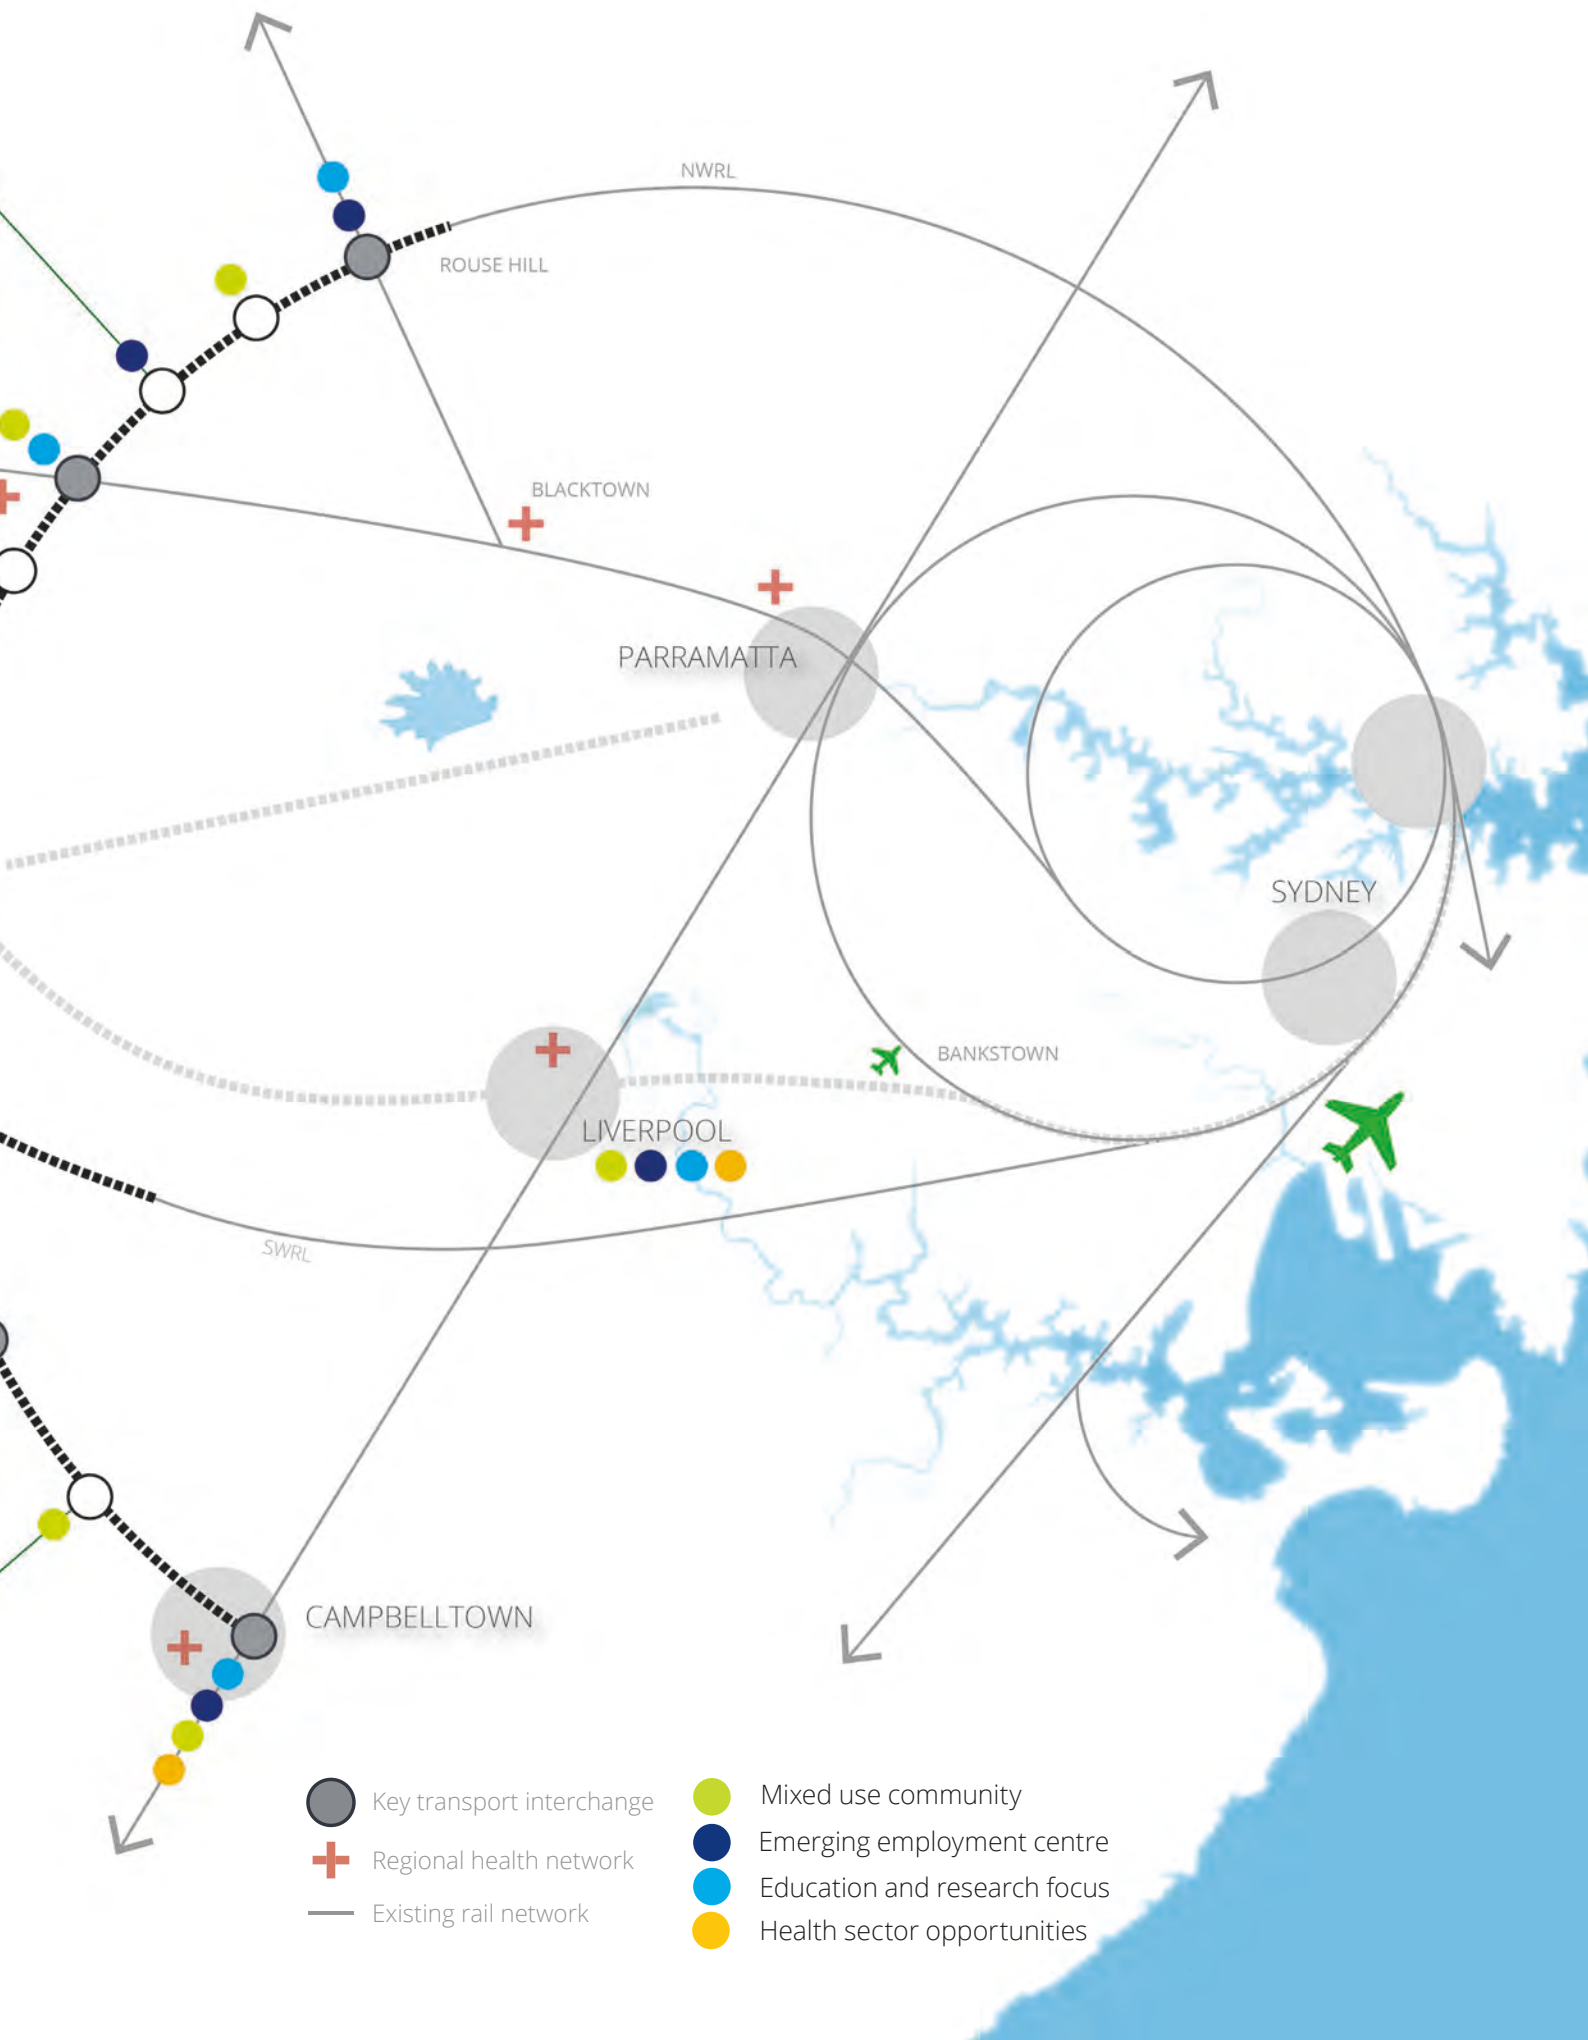 NWRL
ROUSE HILL
BLACKTOWN
PARRAMATTA
SYDNEY
BANKSTOWN
LIVERPOOL
SWRL
CAMPBELLTOWN
Key transport interchange
Regional health network
Existing rail network
Mixed use community
Emerging employment centre
Education and research focus
Health sector opportunities